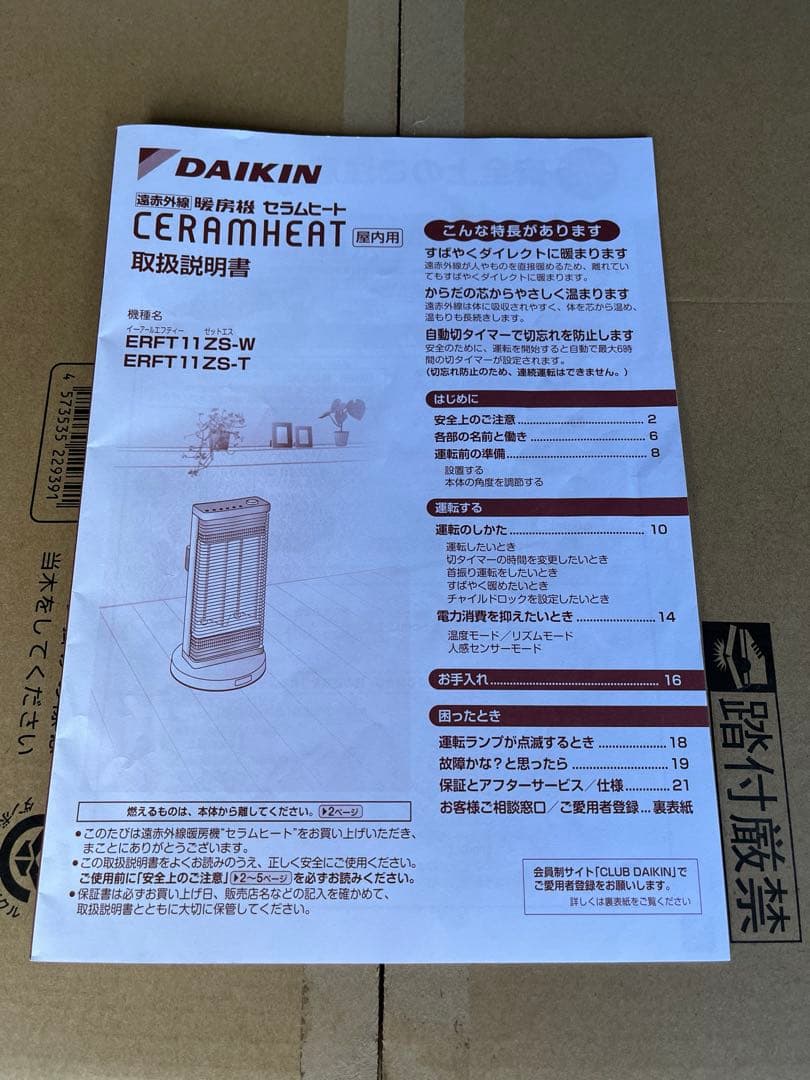 DAIKIN
遠赤外線 暖房機 セラムヒート
CERAMHEAT 屋内用
取扱説明書
機種名
イーアールエフティー ゼットエス
ERFT11ZS-W
ERFT11ZS-T
燃えるものは、本体から離してください。▶2ページ
●このたびは遠赤外線暖房機“セラムヒート”をお買い上げいただき、
まことにありがとうございます。
●この取扱説明書をよくお読みのうえ、正しく安全にご使用ください。
ご使用前に「安全上のご注意」▶2～5ページを必ずお読みください。
●保証書は必ずお買い上げ日、販売店名などの記入を確かめて、
取扱説明書とともに大切に保管してください。
こんな特長があります
すばやくダイレクトに暖まります
遠赤外線が人やものを直接暖めるため、離れてい
てもすばやくダイレクトに暖まります。
からだの芯からやさしく温まります
遠赤外線は体に吸収されやすく、体を芯から温め、
温もりも長続きします。
自動切タイマーで切忘れを防止します
安全のために、運転を開始すると自動で最大6時
間の切タイマーが設定されます。
(切忘れ防止のため、連続運転はできません。)
はじめに
安全上のご注意 2
各部の名前と働き 6
運転前の準備 8
設置する
本体の角度を調節する
運転する
運転のしかた 10
運転したいとき
切タイマーの時間を変更したいとき
首振り運転をしたいとき
すばやく暖めたいとき
チャイルドロックを設定したいとき
電力消費を抑えたいとき 14
温度モード／リズムモード
人感センサーモード
お手入れ 16
困ったとき
運転ランプが点滅するとき 18
故障かな？と思ったら 19
保証とアフターサービス／仕様 21
お客様ご相談窓口／ご愛用者登録 … 裏表紙
会員制サイト「CLUB DAIKIN」で
ご愛用者登録をお願いします。
詳しくは裏表紙をご覧ください
4 573535 229391
当木をしてください
踏付厳禁